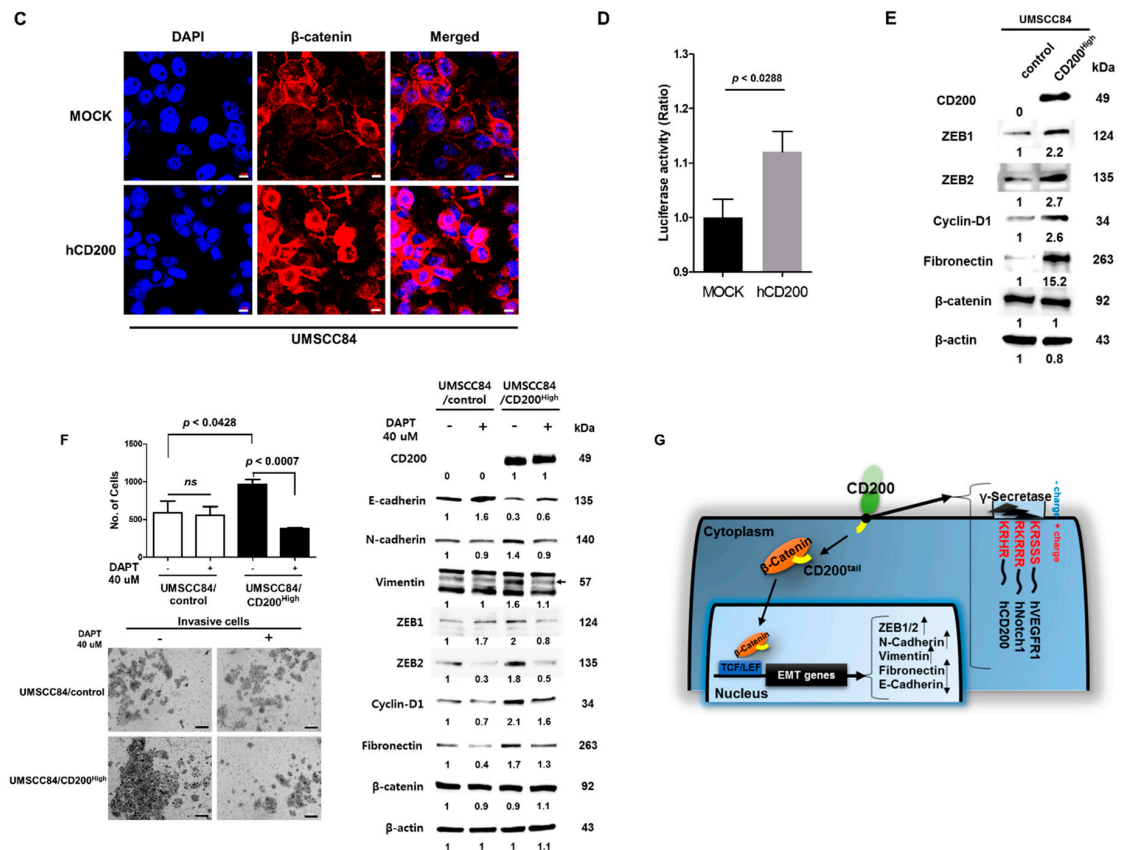 C
DAPI β-catenin Merged
MOCK
hCD200
UMSCC84
D
p < 0.0288
Luciferase activity (Ratio)
1.3
1.2
1.1
1.0
0.9
MOCK hCD200
E
UMSCC84
control CD200High kDa
CD200 49
0
ZEB1 124
1 2.2
ZEB2 135
1 2.7
Cyclin-D1 34
1 2.6
Fibronectin 263
1 15.2
β-catenin 92
1 1
β-actin 43
1 0.8
F
p < 0.0428
p < 0.0007
ns
No. of Cells
1500
1000
500
0
DAPT - + - +
40 uM
UMSCC84/ UMSCC84/
control CD200High
Invasive cells
DAPT - +
40 uM
UMSCC84/control
UMSCC84/CD200High
UMSCC84 UMSCC84
/control /CD200High
DAPT - + - + kDa
40 uM
CD200 49
0 0 1 1
E-cadherin 135
1 1.6 0.3 0.6
N-cadherin 140
1 0.9 1.4 0.9
Vimentin 57
1 1 1.6 1.1
ZEB1 124
1 1.7 2 0.8
ZEB2 135
1 0.3 1.8 0.5
Cyclin-D1 34
1 0.7 2.1 1.6
Fibronectin 263
1 0.4 1.7 1.3
β-catenin 92
1 0.9 0.9 1.1
β-actin 43
1 1 1 1.1
G
CD200
γ-Secretase
- charge
+ charge
Cytoplasm
KRHR
RKRRR
KRSSS
β-Catenin
CD200tail
hCD200
hNotch1
hVEGFR1
β-Catenin
TCF/LEF
EMT genes
Nucleus
ZEB1/2
N-Cadherin
Vimentin
Fibronectin
E-Cadherin